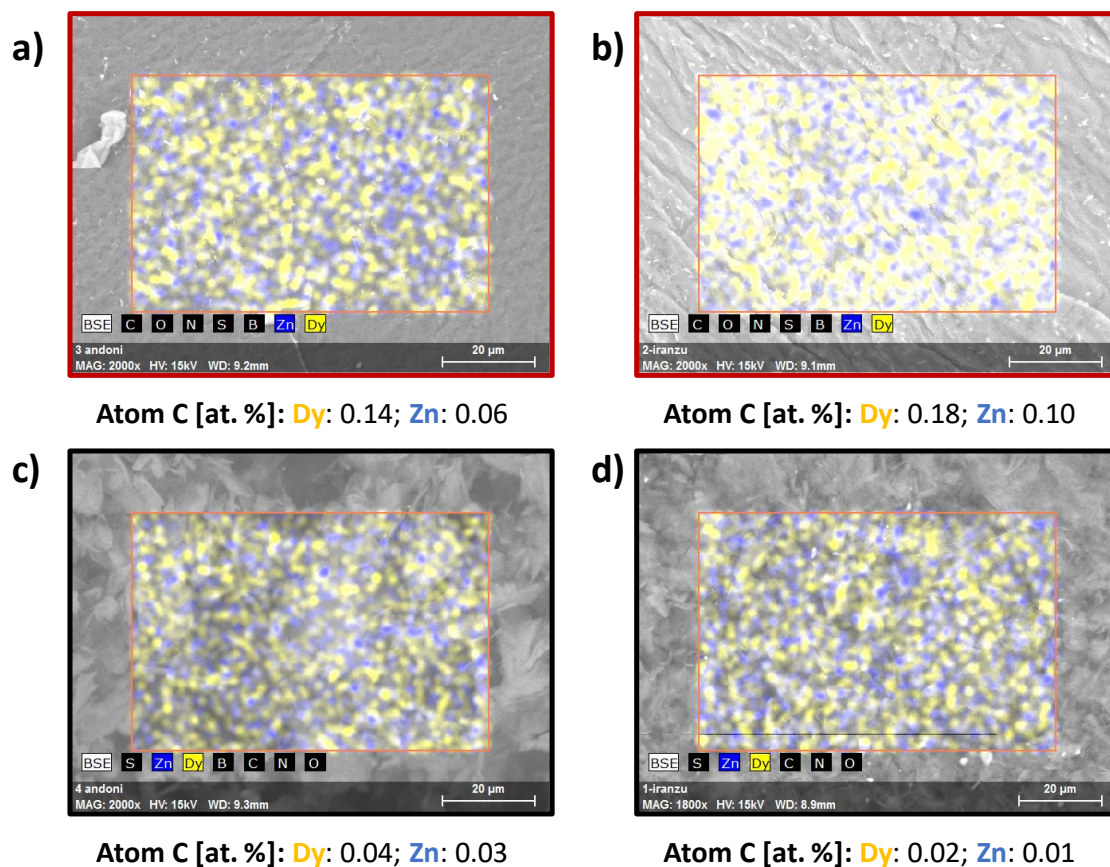 a)
BSE C O N S B Zn Dy
3 andoni
MAG: 2000x HV: 15kV WD: 9.2mm
20 µm
Atom C [at. %]: Dy: 0.14; Zn: 0.06
b)
BSE C O N S B Zn Dy
2-iranzu
MAG: 2000x HV: 15kV WD: 9.1mm
20 µm
Atom C [at. %]: Dy: 0.18; Zn: 0.10
c)
BSE S Zn Dy B C N O
4 andoni
MAG: 2000x HV: 15kV WD: 9.3mm
20 µm
Atom C [at. %]: Dy: 0.04; Zn: 0.03
d)
BSE S Zn Dy C N O
1-iranzu
MAG: 1800x HV: 15kV WD: 8.9mm
20 µm
Atom C [at. %]: Dy: 0.02; Zn: 0.01